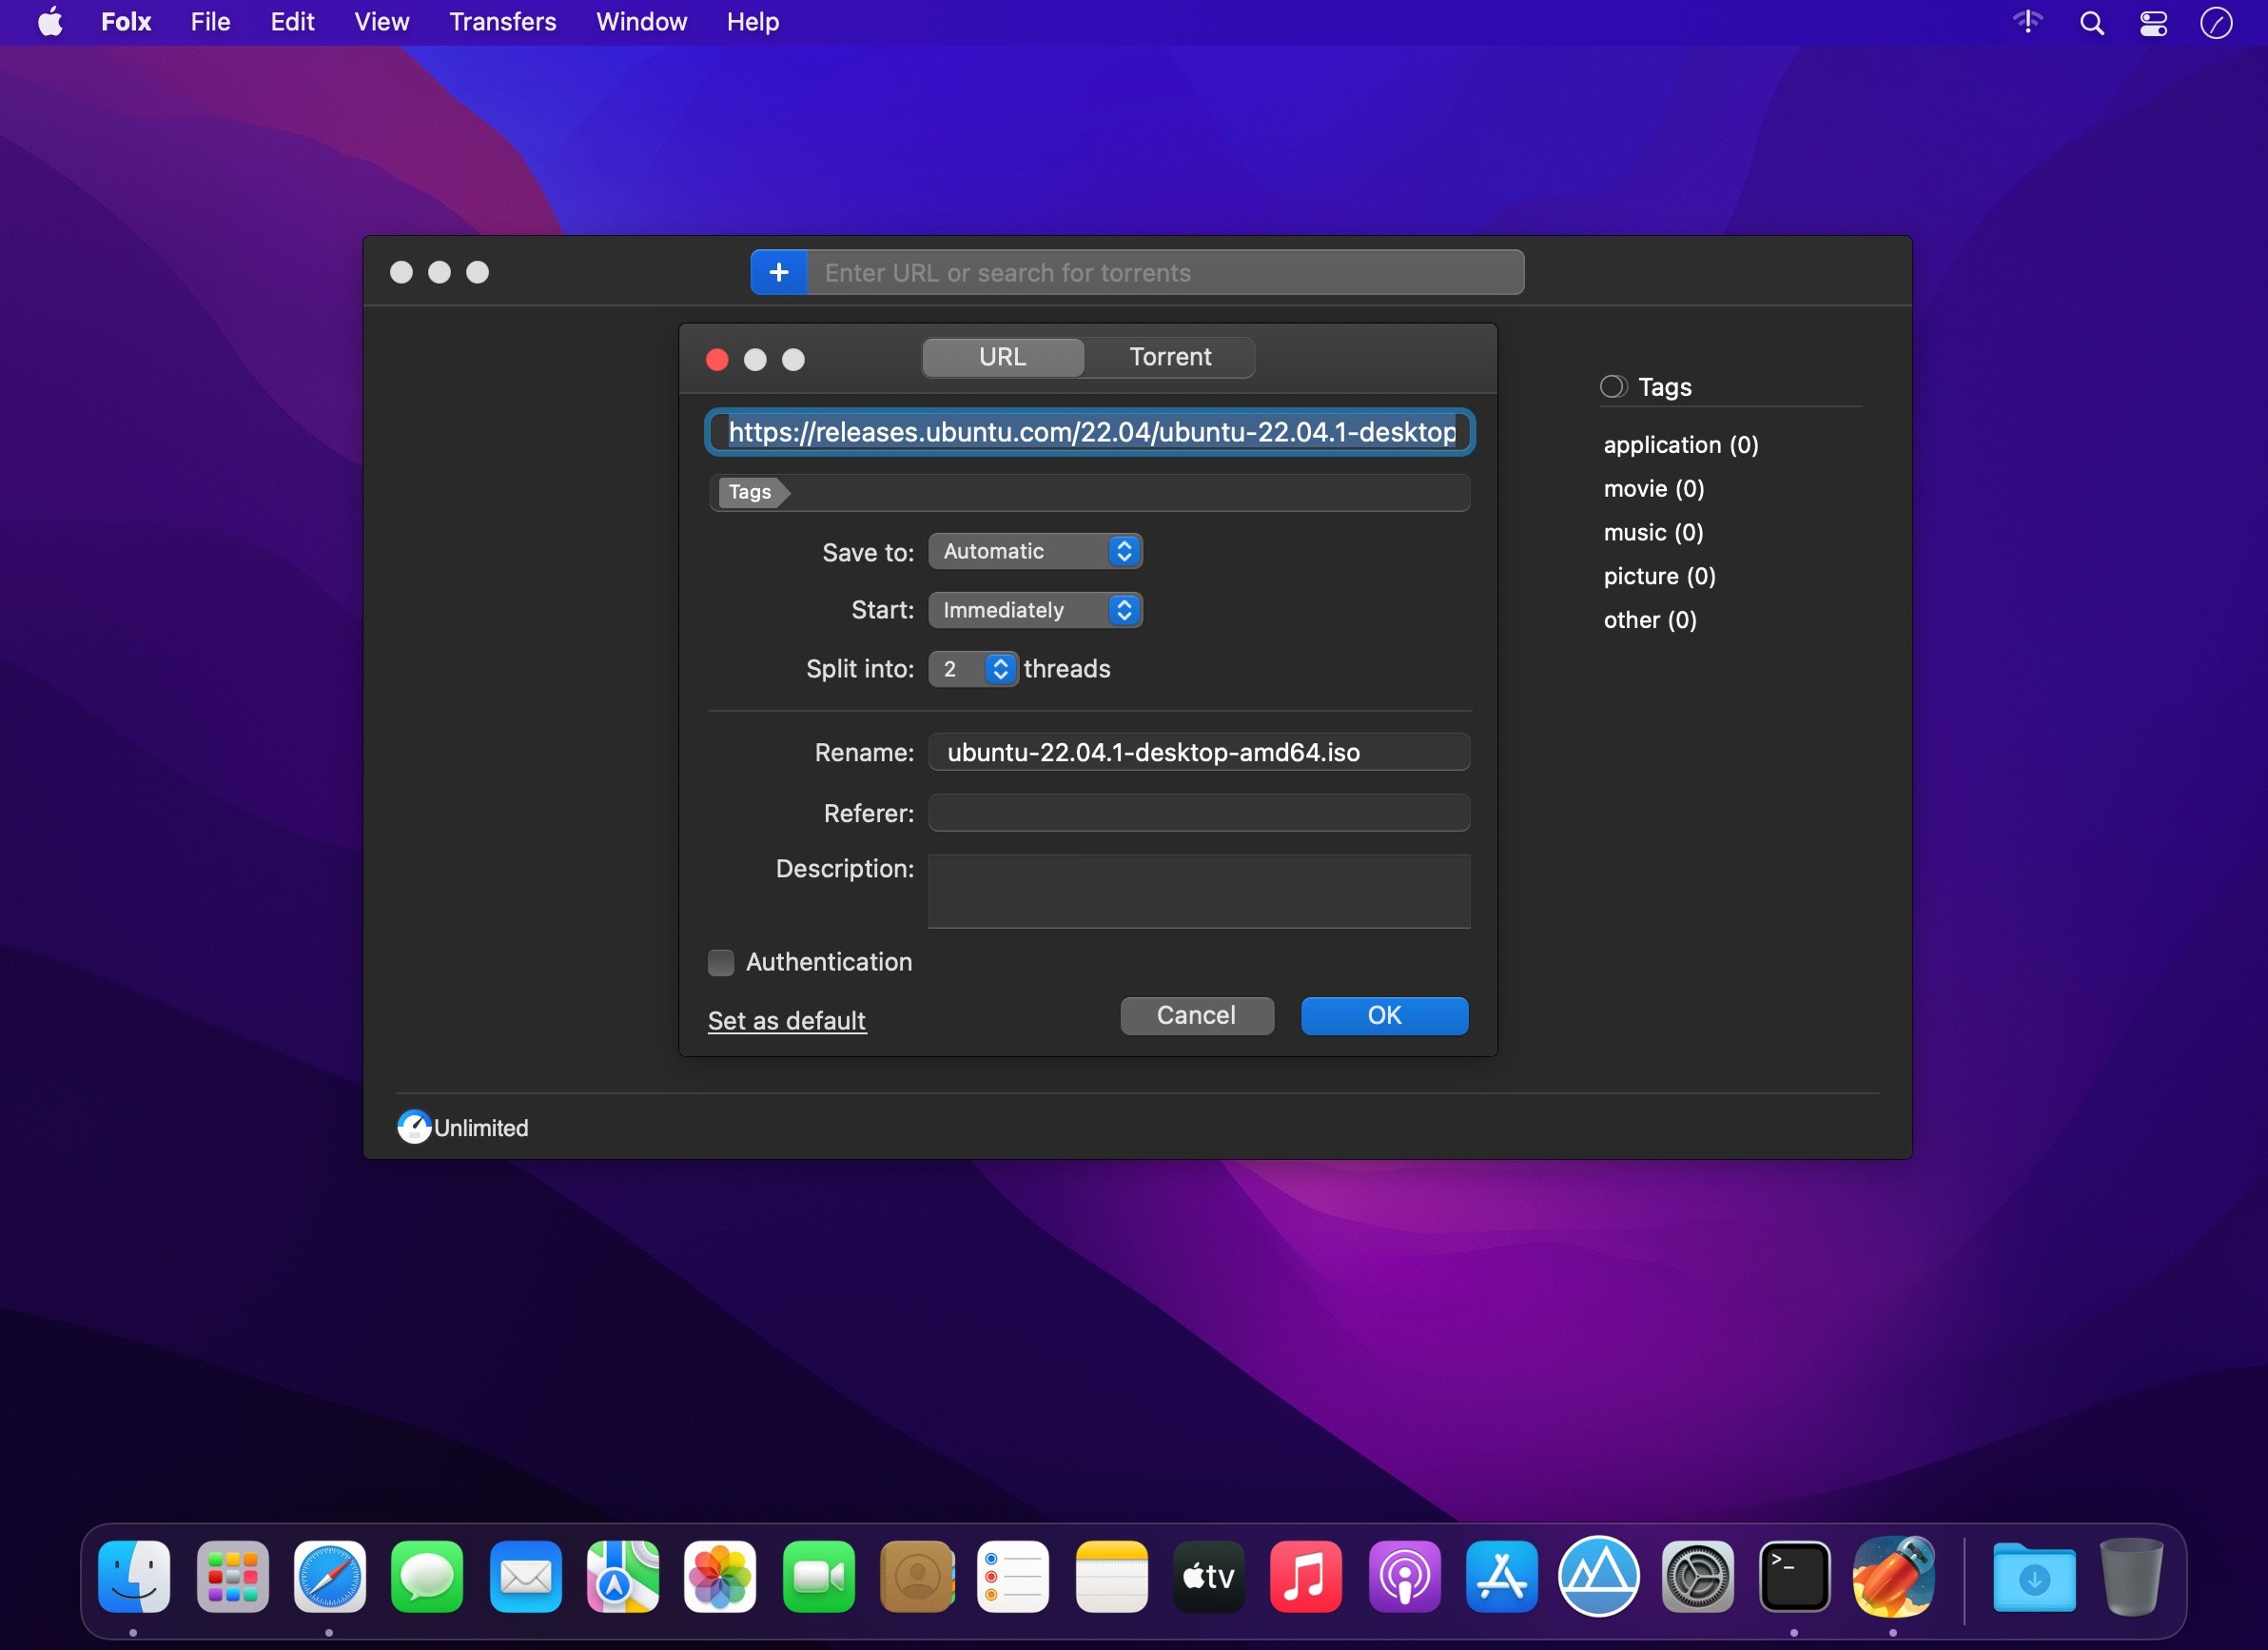 Folx File Edit View Transfers Window Help
+ Enter URL or search for torrents
URL Torrent
https://releases.ubuntu.com/22.04/ubuntu-22.04.1-desktop
Tags
Save to: Automatic
Start: Immediately
Split into: 2 threads
Rename: ubuntu-22.04.1-desktop-amd64.iso
Referer:
Description:
Authentication
Set as default Cancel OK
Tags
application (0)
movie (0)
music (0)
picture (0)
other (0)
Unlimited
tv >_